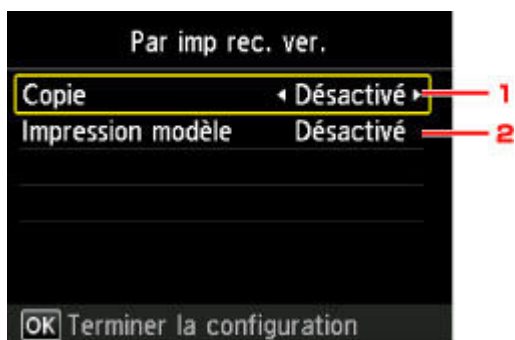 Par imp rec. ver.
Copie ◂ Désactivé ▸ 1
Impression modèle Désactivé 2
OK Terminer la configuration